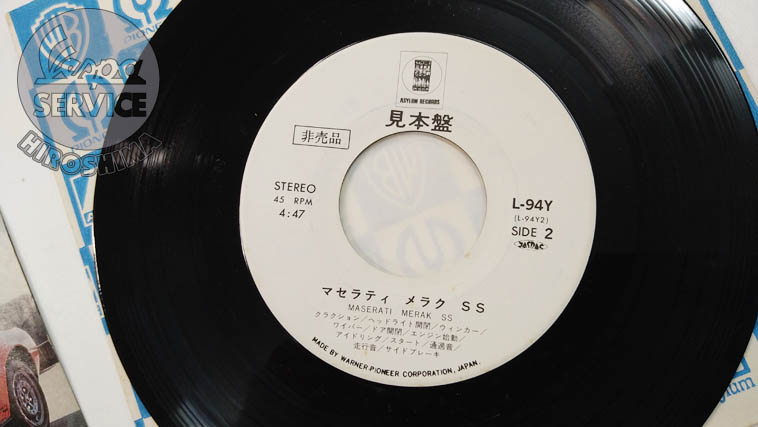 SERVICE
HIROSHIMA
ASYLUM RECORDS
見本盤
非売品
STEREO
45 RPM
4:47
L-94Y
(L-94Y2)
SIDE 2
マセラティ メラク SS
MASERATI MERAK SS
クラクション/ヘッドライト開閉/ウィンカー/
ワイパー/ドア開閉/エンジン始動/
アイドリング/スタート/通過音/
走行音/サイドブレーキ
MADE BY WARNER-PIONEER CORPORATION, JAPAN.